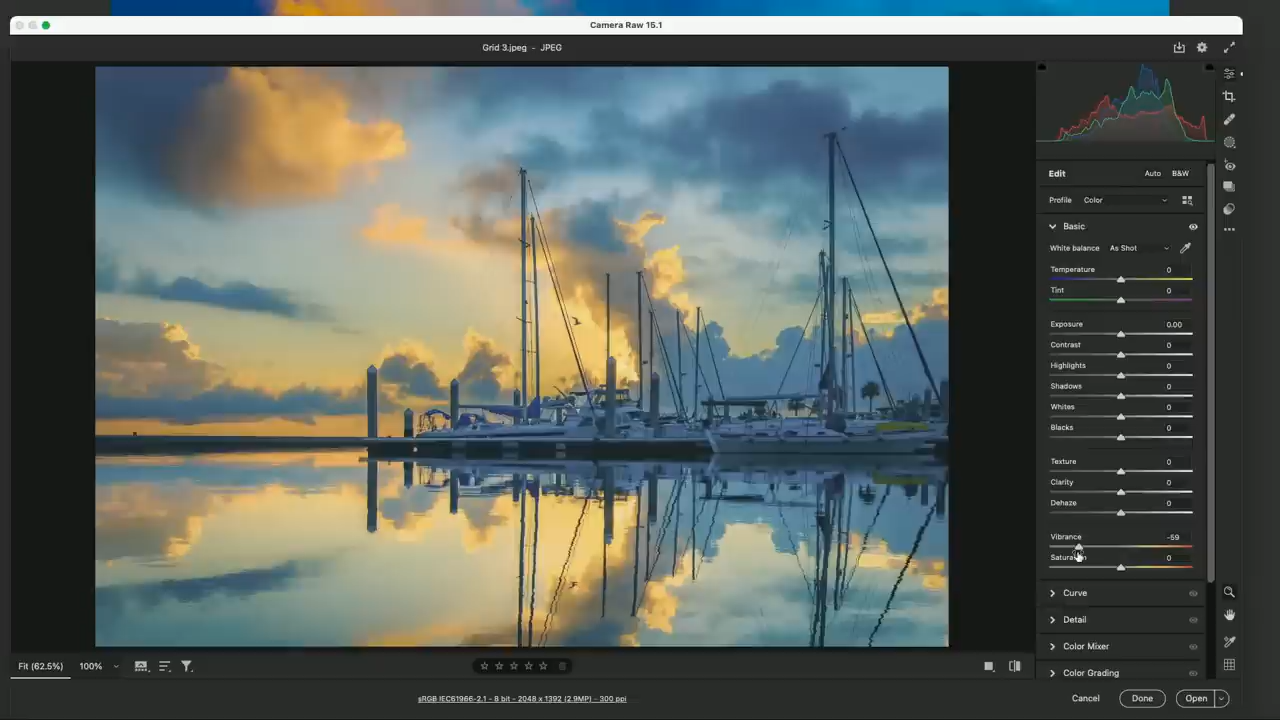 Camera Raw 15.1
Grid 3.jpeg - JPEG
Edit
Auto
B&W
Profile
Color
Basic
White balance
As Shot
Temperature
0
Tint
0
Exposure
0.00
Contrast
0
Highlights
0
Shadows
0
Whites
0
Blacks
0
Texture
0
Clarity
0
Dehaze
0
Vibrance
-59
Saturation
0
Curve
Detail
Color Mixer
Color Grading
Fit (62.5%)
100%
sRGB IEC61966-2.1 - 8 bit - 2048 x 1392 (2.9MP) - 300 ppi
Cancel
Done
Open